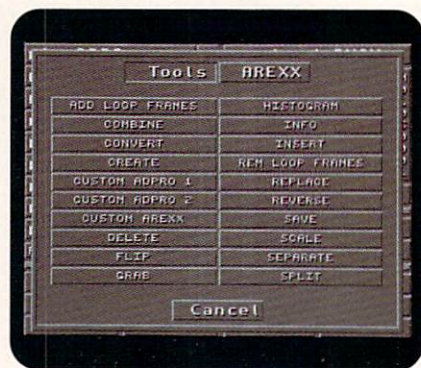 Tools AREXX
ADD LOOP FRAMES HISTOGRAM
COMBINE INFO
CONVERT INSERT
CREATE REM LOOP FRAMES
CUSTOM ADPRO 1 REPLACE
CUSTOM ADPRO 2 REVERSE
CUSTOM AREXX SAVE
DELETE SCALE
FLIP SEPARATE
GRAB SPLIT
Cancel